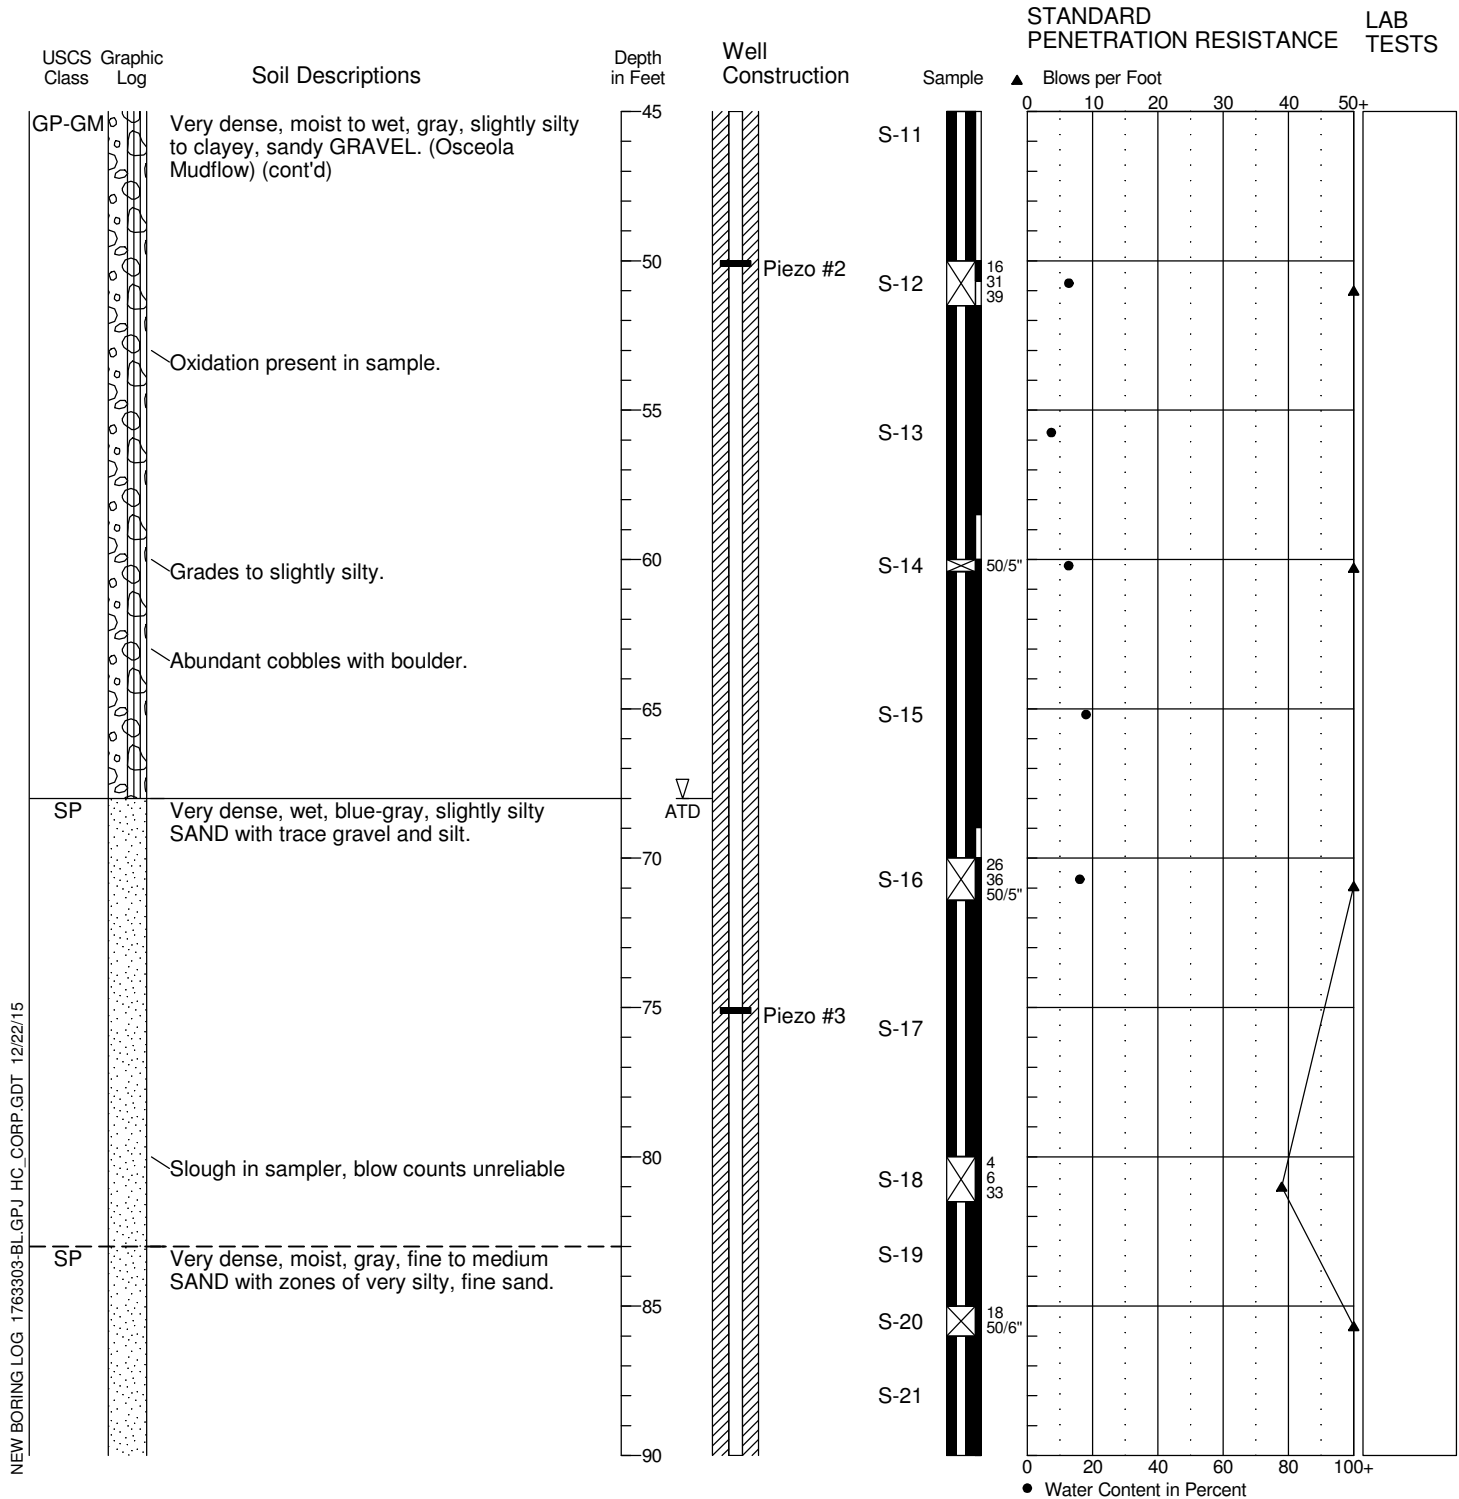 STANDARD
PENETRATION RESISTANCE
LAB
TESTS
USCS
Class
Graphic
Log
Soil Descriptions
Depth
in Feet
Well
Construction
Sample
▲ Blows per Foot
0 10 20 30 40 50+
GP-GM
Very dense, moist to wet, gray, slightly silty
to clayey, sandy GRAVEL. (Osceola
Mudflow) (cont'd)
45
S-11
50
Piezo #2
S-12
16
31
39
Oxidation present in sample.
55
S-13
60
Grades to slightly silty.
S-14
50/5"
Abundant cobbles with boulder.
65
S-15
ATD
SP
Very dense, wet, blue-gray, slightly silty
SAND with trace gravel and silt.
70
S-16
26
36
50/5"
75
Piezo #3
S-17
80
Slough in sampler, blow counts unreliable
S-18
4
6
33
SP
Very dense, moist, gray, fine to medium
SAND with zones of very silty, fine sand.
S-19
85
S-20
18
50/6"
S-21
90
0 20 40 60 80 100+
● Water Content in Percent
NEW BORING LOG 1763303-BL.GPJ HC_CORP.GDT 12/22/15